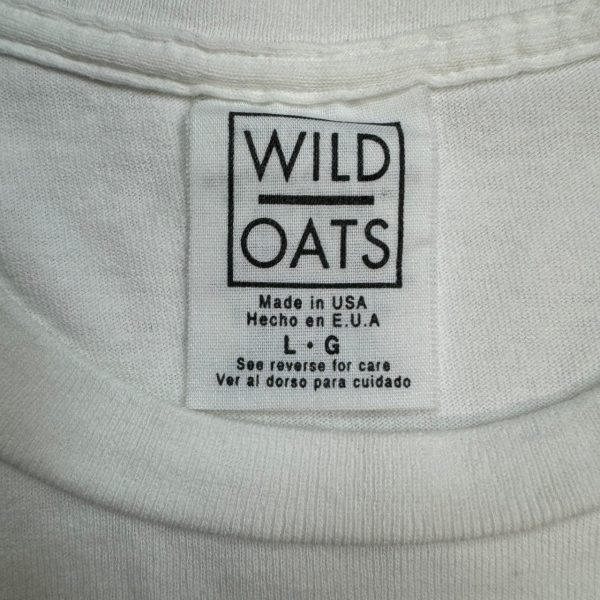 WILD
OATS
Made in USA
Hecho en E.U.A
L • G
See reverse for care
Ver al dorso para cuidado